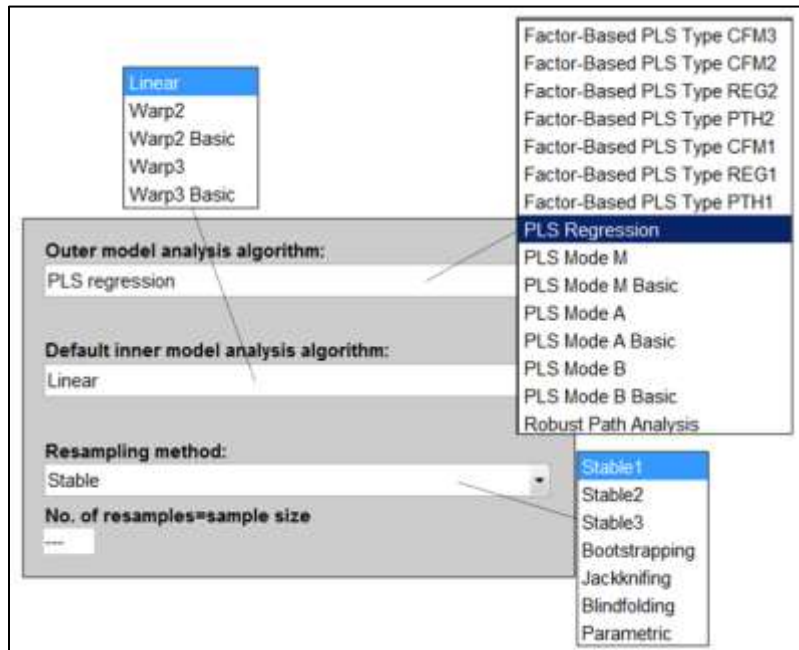 Factor-Based PLS Type CFM3
Factor-Based PLS Type CFM2
Factor-Based PLS Type REG2
Factor-Based PLS Type PTH2
Factor-Based PLS Type CFM1
Factor-Based PLS Type REG1
Factor-Based PLS Type PTH1
PLS Regression
PLS Mode M
PLS Mode M Basic
PLS Mode A
PLS Mode A Basic
PLS Mode B
PLS Mode B Basic
Robust Path Analysis
Linear
Warp2
Warp2 Basic
Warp3
Warp3 Basic
Outer model analysis algorithm:
PLS regression
Default inner model analysis algorithm:
Linear
Resampling method:
Stable
No. of resamples=sample size
---
Stable1
Stable2
Stable3
Bootstrapping
Jackknifing
Blindfolding
Parametric